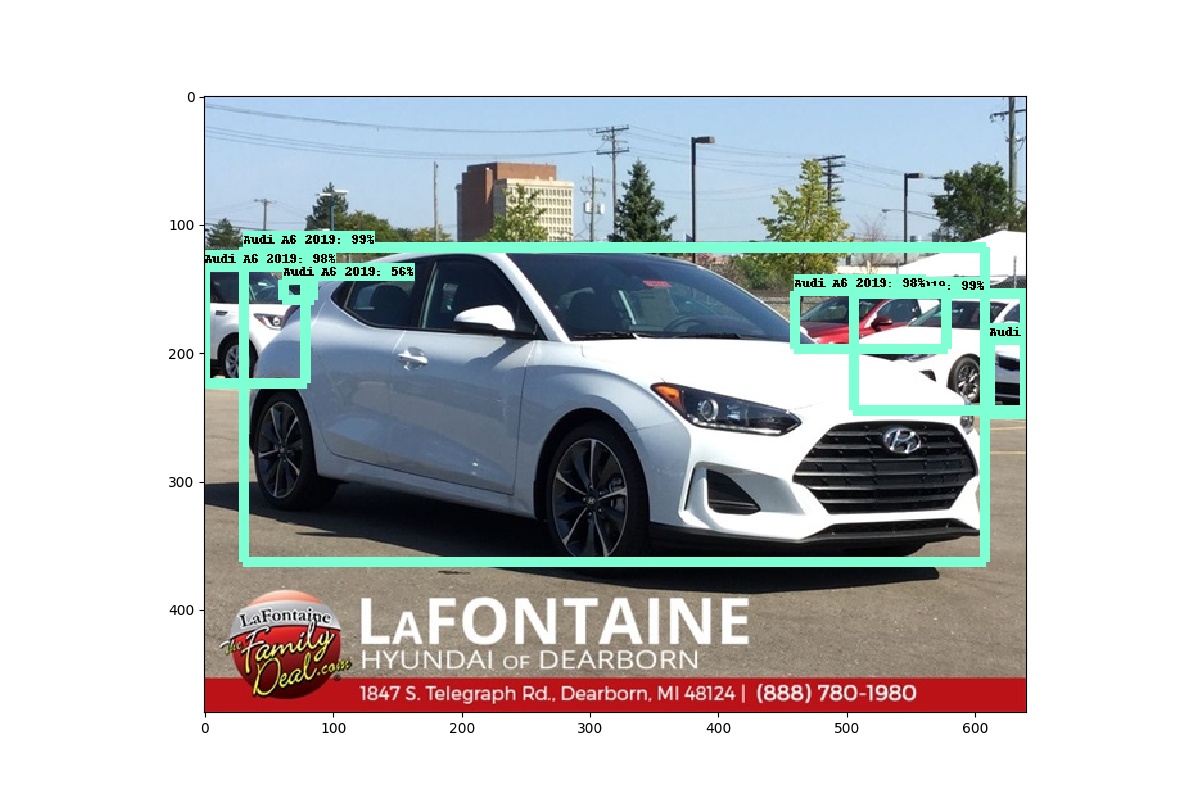 0
100
200
300
400
0
100
200
300
400
500
600
Audi A6 2019: 99%
Audi A6 2019: 98%
Audi A6 2019: 56%
Audi A6 2019: 98%
19: 99%
Audi
LaFontaine
The Family
Deal.com
LAFONTAINE
HYUNDAI OF DEARBORN
1847 S. Telegraph Rd., Dearborn, MI 48124 | (888) 780-1980